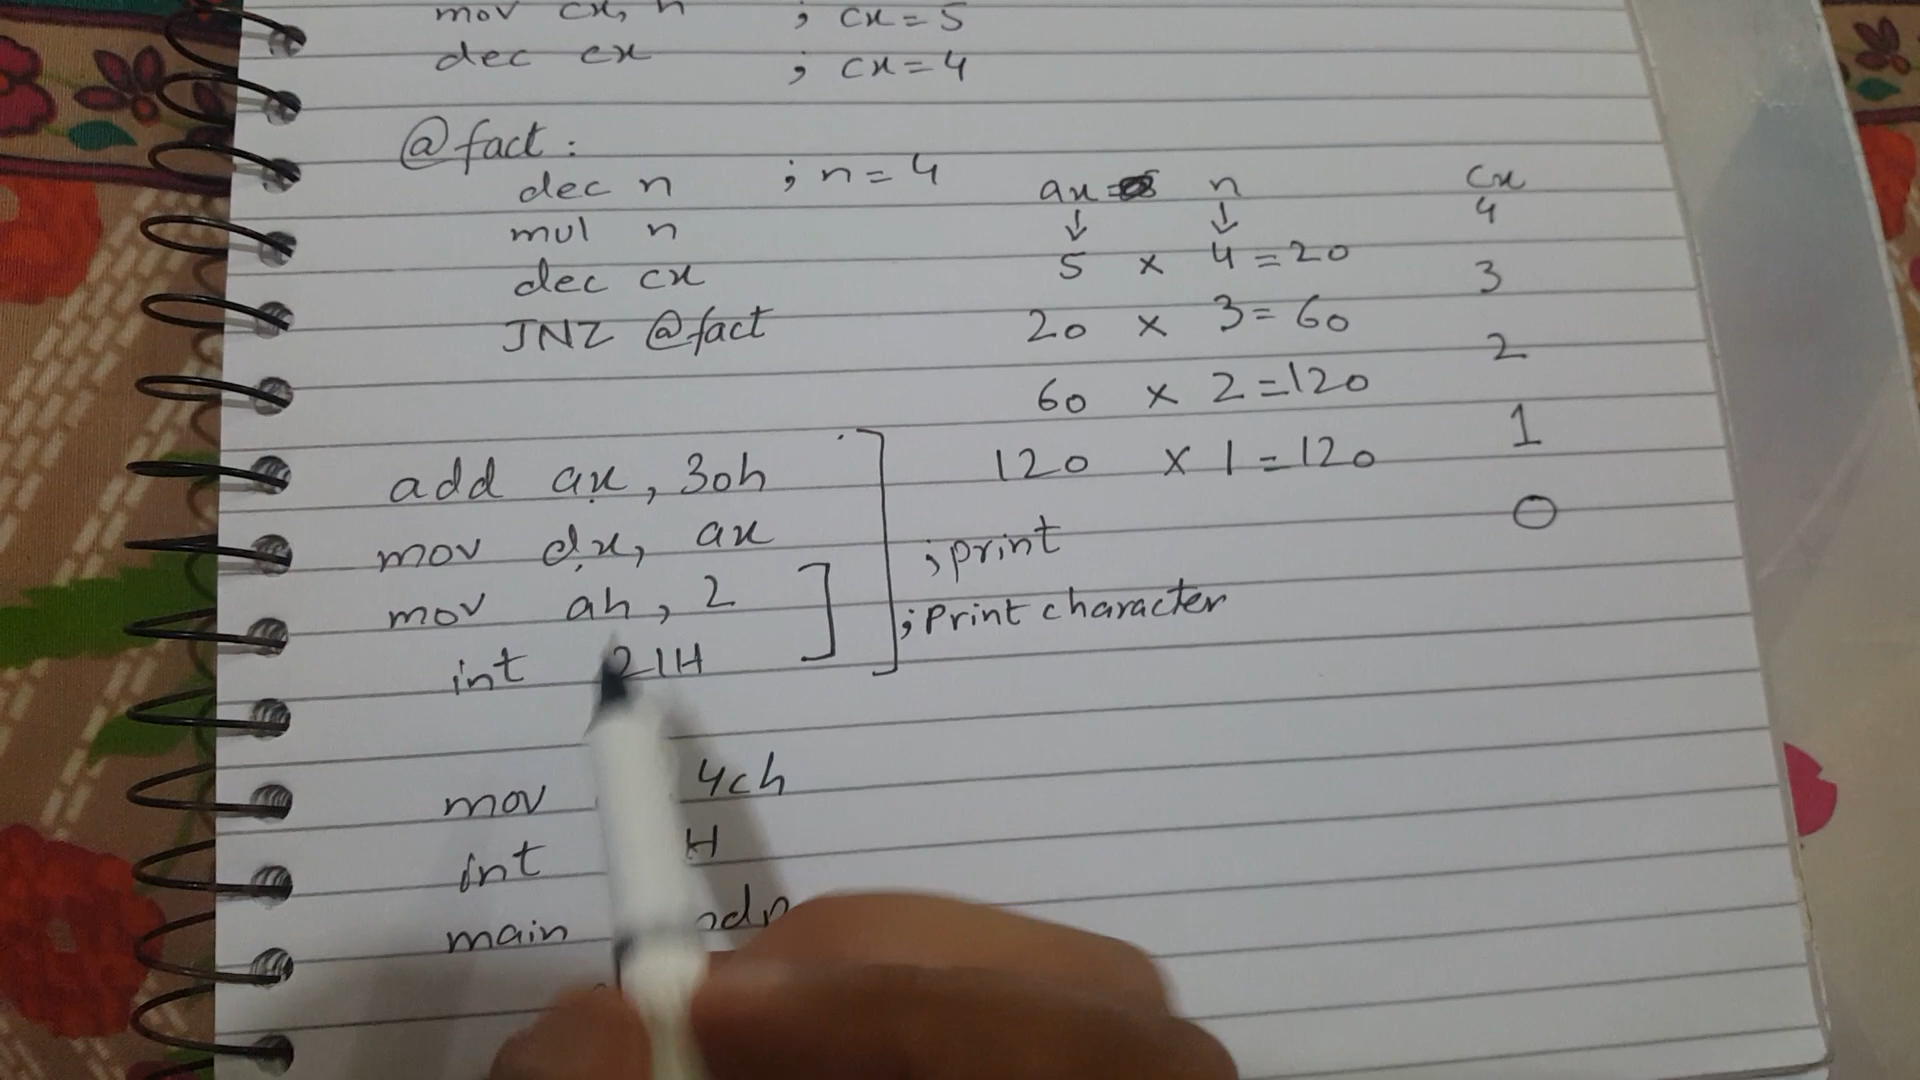 mov cx, n ; cx = 5
dec cx ; cx = 4
@fact :
dec n ; n = 4
mul n
dec cx
JNZ @fact
ax = n cx
↓ ↓ 4
5 x 4 = 20 3
20 x 3 = 60 2
60 x 2 = 120 1
120 x 1 = 120 0
add ax, 30h
mov dx, ax ; print
mov ah, 2 ; Print character
int 21H
mov 4ch
int H
main